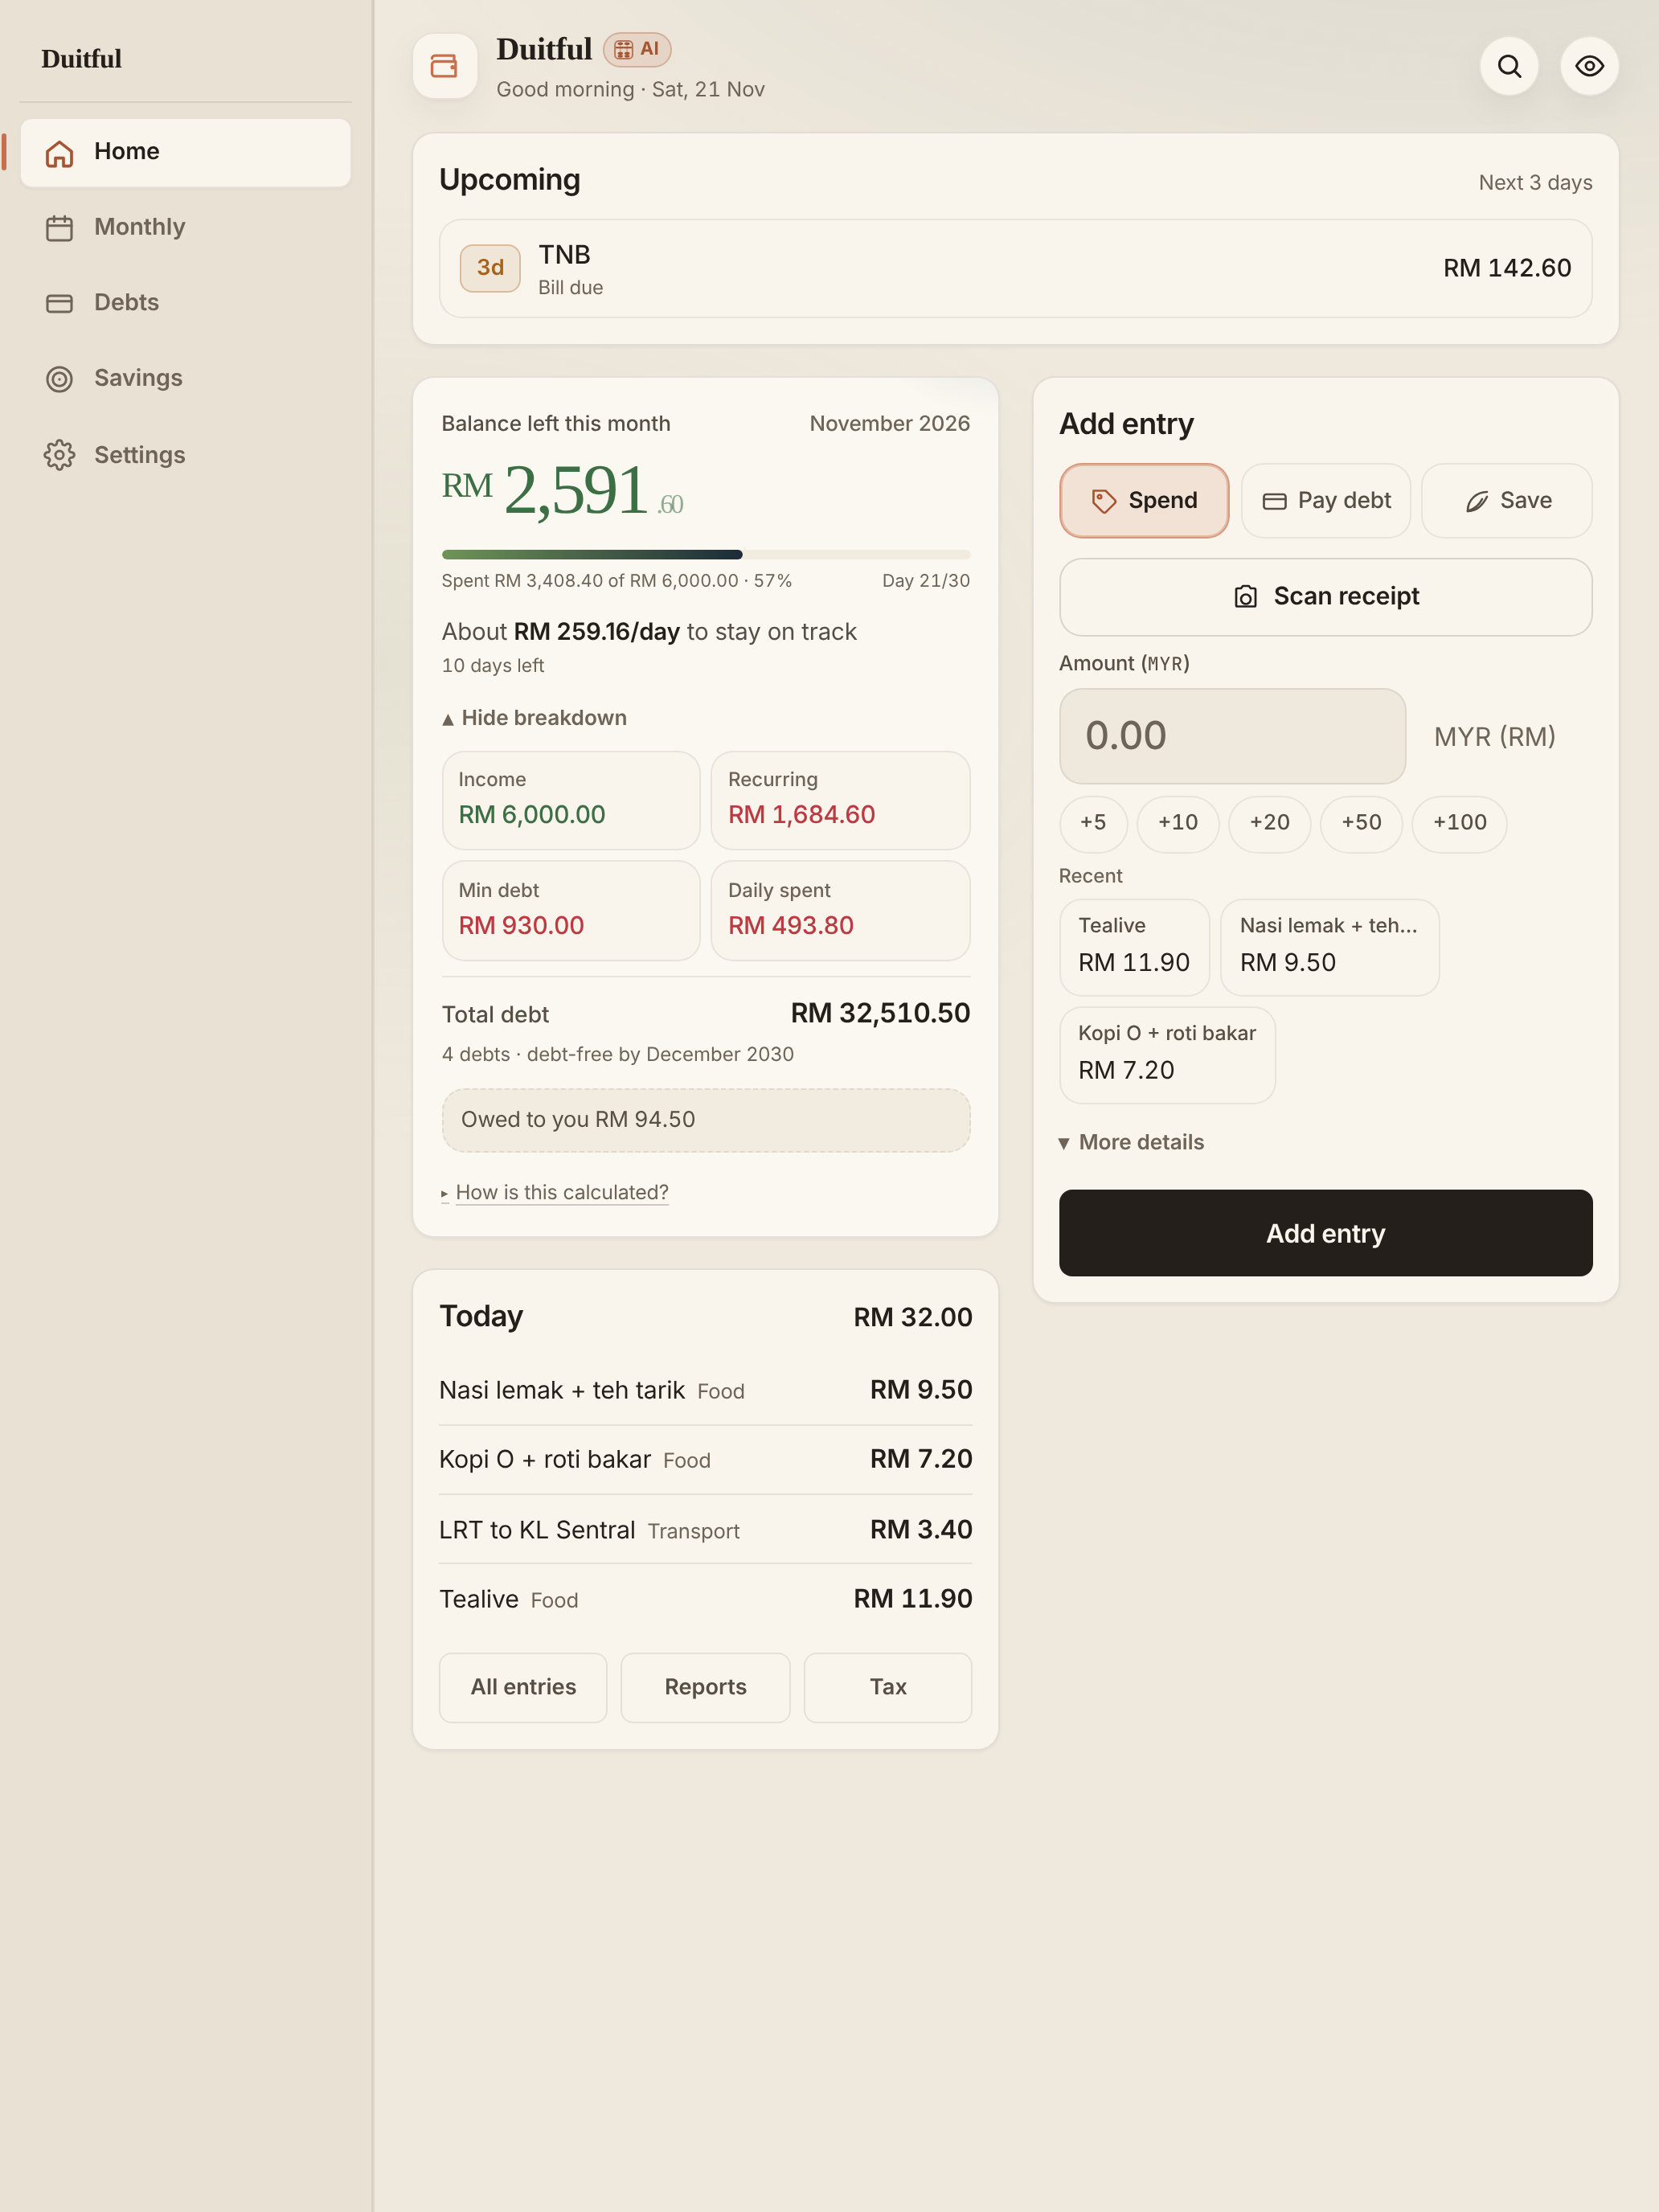 Duitful
Home
Monthly
Debts
Savings
Settings
Duitful AI
Good morning · Sat, 21 Nov
Upcoming
Next 3 days
3d
TNB
Bill due
RM 142.60
Balance left this month
November 2026
RM 2,591.60
Spent RM 3,408.40 of RM 6,000.00 · 57%
Day 21/30
About RM 259.16/day to stay on track
10 days left
▲ Hide breakdown
Income
RM 6,000.00
Recurring
RM 1,684.60
Min debt
RM 930.00
Daily spent
RM 493.80
Total debt
RM 32,510.50
4 debts · debt-free by December 2030
Owed to you RM 94.50
▸ How is this calculated?
Today
RM 32.00
Nasi lemak + teh tarik Food
RM 9.50
Kopi O + roti bakar Food
RM 7.20
LRT to KL Sentral Transport
RM 3.40
Tealive Food
RM 11.90
All entries
Reports
Tax
Add entry
Spend
Pay debt
Save
Scan receipt
Amount (MYR)
0.00
MYR (RM)
+5
+10
+20
+50
+100
Recent
Tealive
RM 11.90
Nasi lemak + teh...
RM 9.50
Kopi O + roti bakar
RM 7.20
▼ More details
Add entry